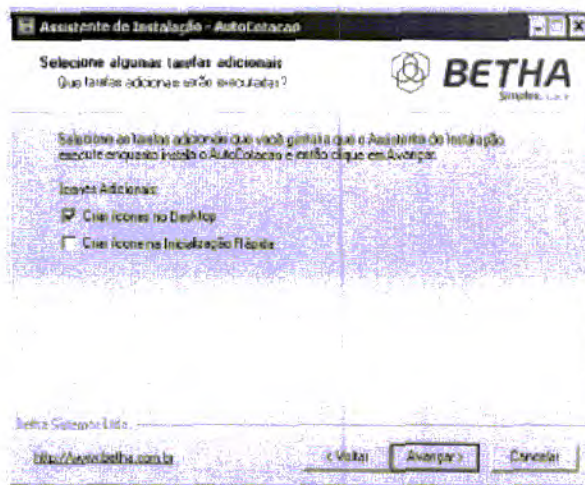 Assistente de Instalação - AutoCotacao
Selecione algumas tarefas adicionais
Que tarefas adicionais serão executadas?
BETHA
Simples.
Selecione as tarefas adicionais que você gostaria que o Assistente de Instalação
execute enquanto instala o AutoCotacao e então clique em Avançar.
Ícones Adicionais:
Criar ícones no Desktop
Criar ícone na Inicialização Rápida
Betha Sistemas Ltda.
http://www.betha.com.br
< Voltar
Avançar >
Cancelar